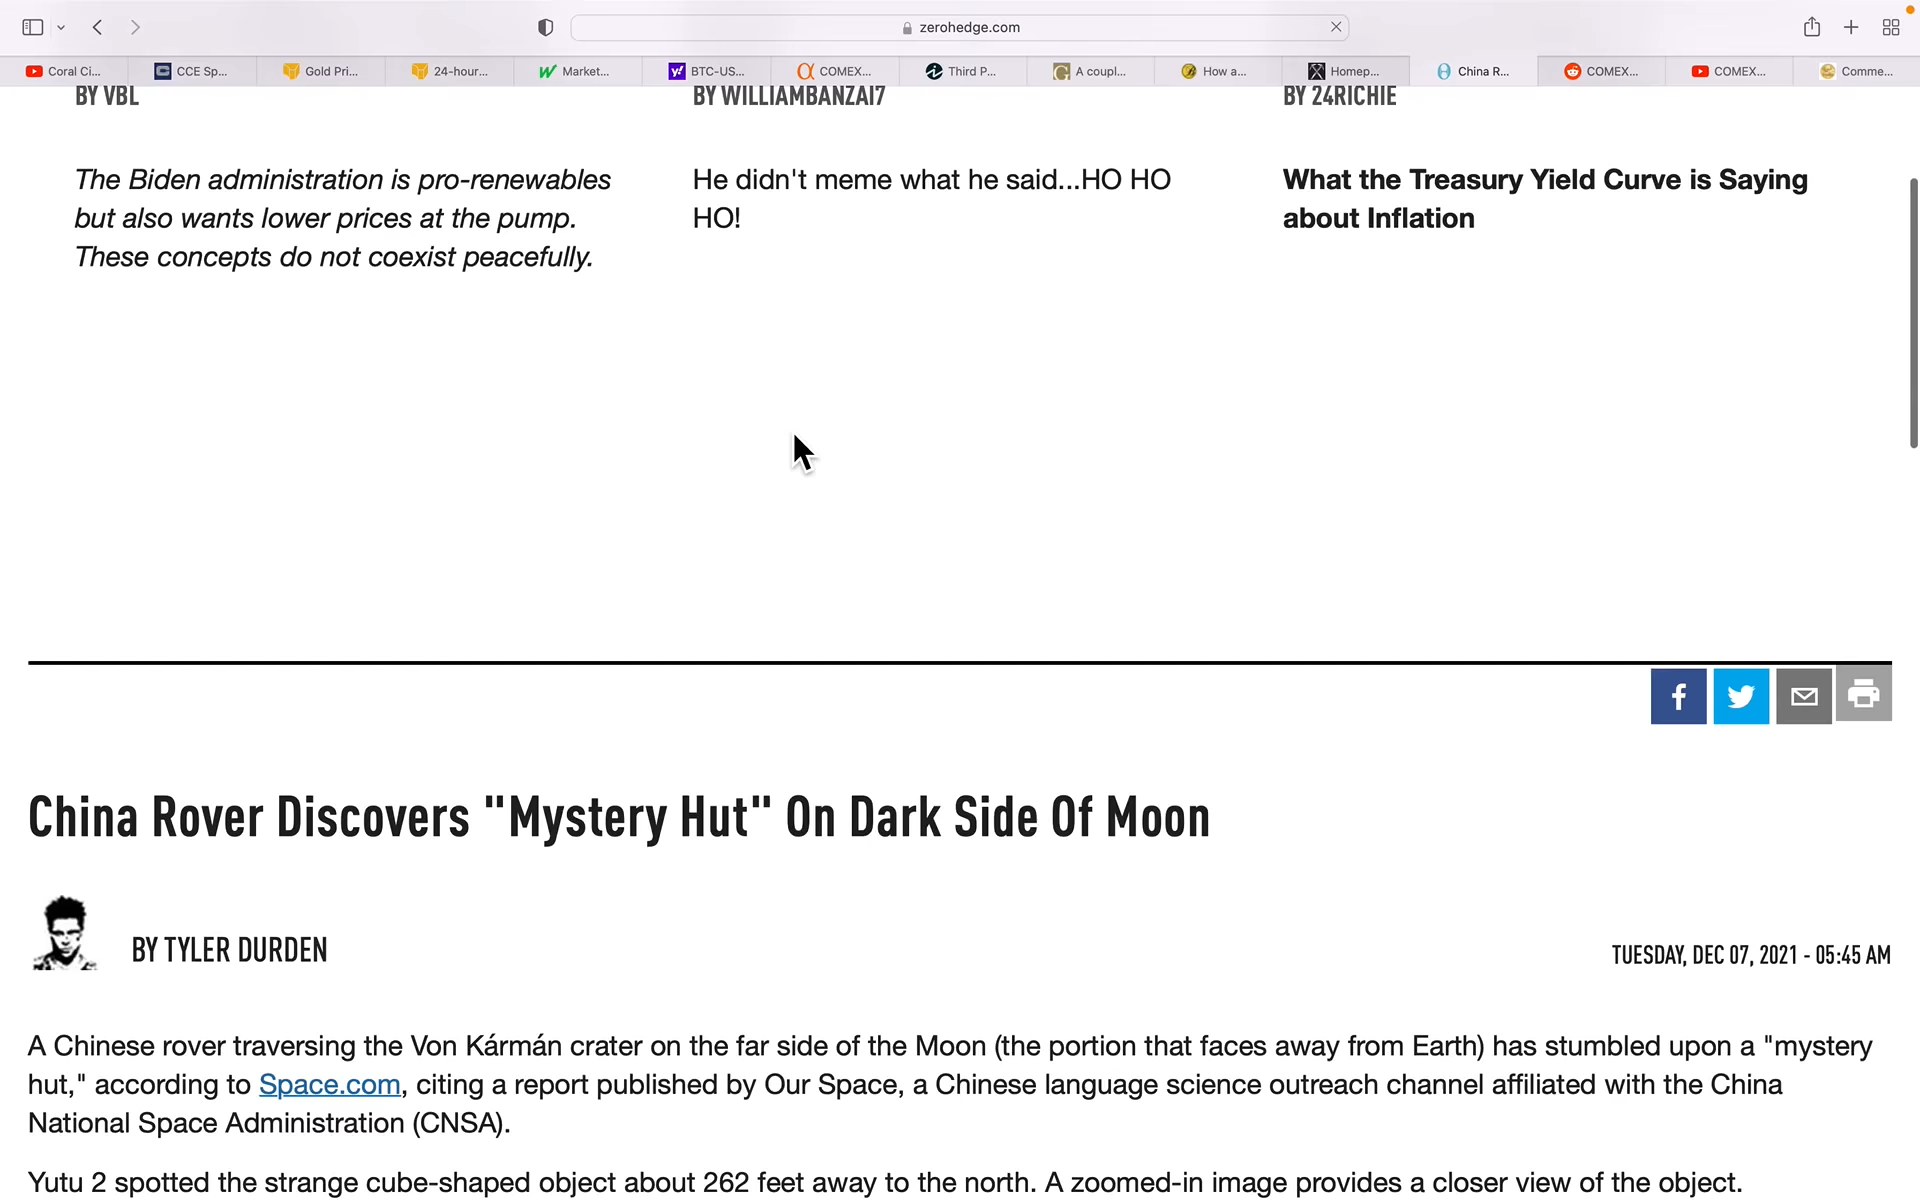 zerohedge.com
Coral Ci... CCE Sp... Gold Pri... 24-hour... Market... BTC-US... COMEX... Third P... A coupl... How a... Homep... China R... COMEX... COMEX... Comme...
BY VBL BY WILLIAMBANZAI7 BY 24RICHIE
The Biden administration is pro-renewables
but also wants lower prices at the pump.
These concepts do not coexist peacefully.
He didn't meme what he said...HO HO
HO!
What the Treasury Yield Curve is Saying
about Inflation
China Rover Discovers "Mystery Hut" On Dark Side Of Moon
BY TYLER DURDEN
TUESDAY, DEC 07, 2021 - 05:45 AM
A Chinese rover traversing the Von Kármán crater on the far side of the Moon (the portion that faces away from Earth) has stumbled upon a "mystery
hut," according to Space.com, citing a report published by Our Space, a Chinese language science outreach channel affiliated with the China
National Space Administration (CNSA).
Yutu 2 spotted the strange cube-shaped object about 262 feet away to the north. A zoomed-in image provides a closer view of the object.